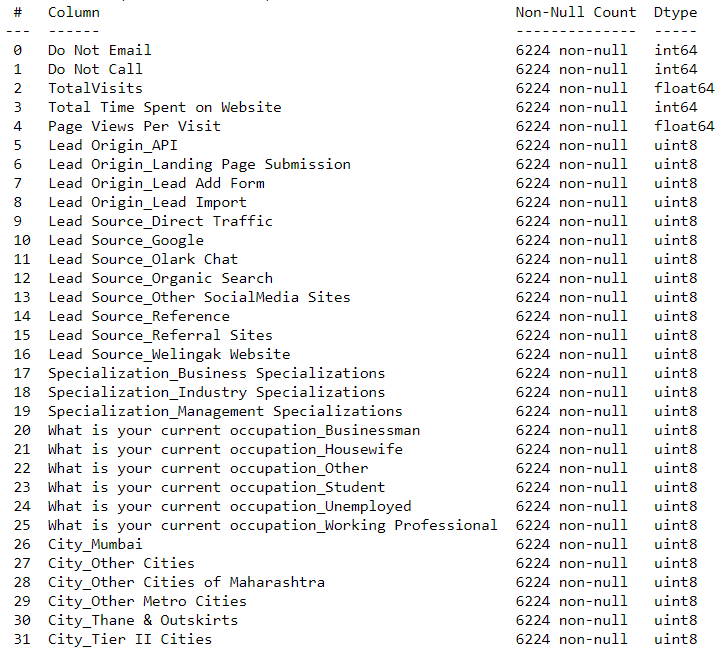 #   Column                                               Non-Null Count  Dtype
---  ------                                               --------------  -----
0   Do Not Email                                         6224 non-null   int64
1   Do Not Call                                          6224 non-null   int64
2   TotalVisits                                          6224 non-null   float64
3   Total Time Spent on Website                          6224 non-null   int64
4   Page Views Per Visit                                 6224 non-null   float64
5   Lead Origin_API                                      6224 non-null   uint8
6   Lead Origin_Landing Page Submission                  6224 non-null   uint8
7   Lead Origin_Lead Add Form                            6224 non-null   uint8
8   Lead Origin_Lead Import                              6224 non-null   uint8
9   Lead Source_Direct Traffic                           6224 non-null   uint8
10  Lead Source_Google                                   6224 non-null   uint8
11  Lead Source_Olark Chat                               6224 non-null   uint8
12  Lead Source_Organic Search                           6224 non-null   uint8
13  Lead Source_Other SocialMedia Sites                  6224 non-null   uint8
14  Lead Source_Reference                                6224 non-null   uint8
15  Lead Source_Referral Sites                           6224 non-null   uint8
16  Lead Source_Welingak Website                         6224 non-null   uint8
17  Specialization_Business Specializations              6224 non-null   uint8
18  Specialization_Industry Specializations              6224 non-null   uint8
19  Specialization_Management Specializations            6224 non-null   uint8
20  What is your current occupation_Businessman          6224 non-null   uint8
21  What is your current occupation_Housewife            6224 non-null   uint8
22  What is your current occupation_Other                6224 non-null   uint8
23  What is your current occupation_Student              6224 non-null   uint8
24  What is your current occupation_Unemployed           6224 non-null   uint8
25  What is your current occupation_Working Professional 6224 non-null   uint8
26  City_Mumbai                                          6224 non-null   uint8
27  City_Other Cities                                    6224 non-null   uint8
28  City_Other Cities of Maharashtra                     6224 non-null   uint8
29  City_Other Metro Cities                              6224 non-null   uint8
30  City_Thane & Outskirts                               6224 non-null   uint8
31  City_Tier II Cities                                  6224 non-null   uint8